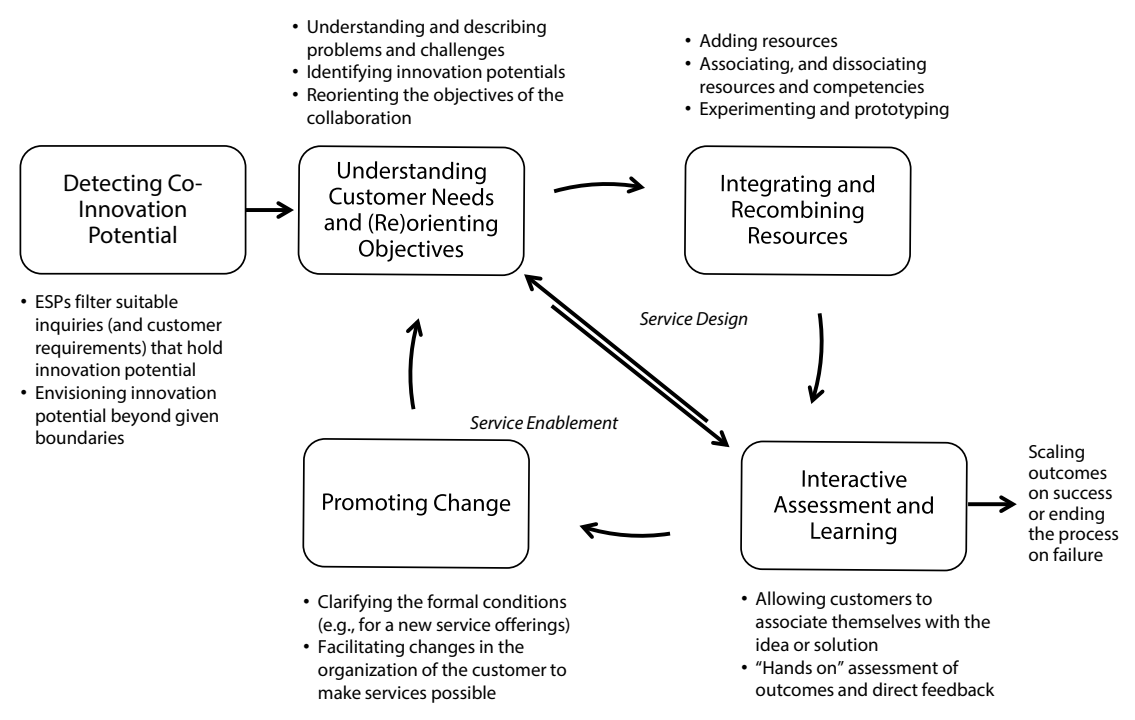 • Understanding and describing
problems and challenges
• Identifying innovation potentials
• Reorienting the objectives of the
collaboration
• Adding resources
• Associating, and dissociating
resources and competencies
• Experimenting and prototyping
Detecting Co-
Innovation
Potential
Understanding
Customer Needs
and (Re)orienting
Objectives
Integrating and
Recombining
Resources
• ESPs filter suitable
inquiries (and customer
requirements) that hold
innovation potential
• Envisioning innovation
potential beyond given
boundaries
Service Design
Service Enablement
Promoting Change
Interactive
Assessment and
Learning
Scaling
outcomes
on success
or ending
the process
on failure
• Clarifying the formal conditions
(e.g., for a new service offerings)
• Facilitating changes in the
organization of the customer to
make services possible
• Allowing customers to
associate themselves with the
idea or solution
• “Hands on” assessment of
outcomes and direct feedback